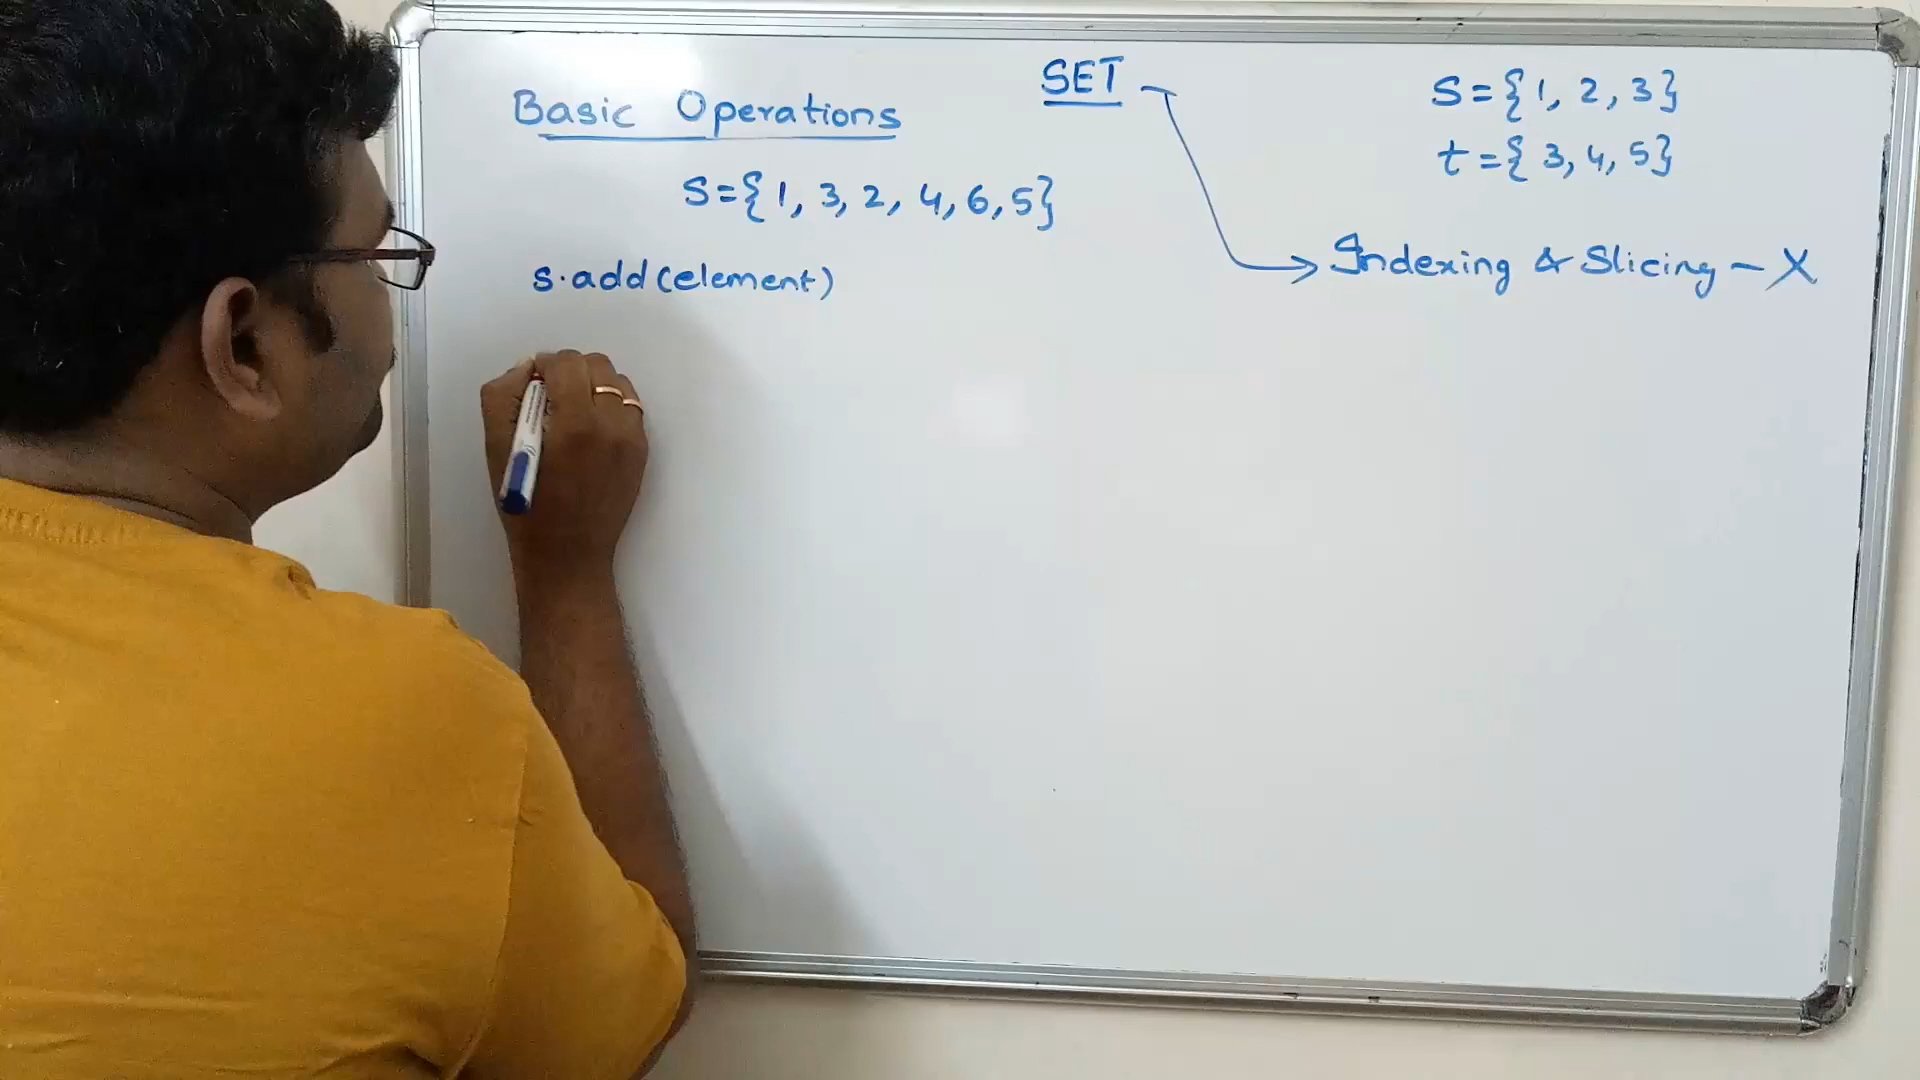 SET
Basic Operations
S={1, 3, 2, 4, 6, 5}
s.add(element)
S={1, 2, 3}
t={3, 4, 5}
Indexing & Slicing - X